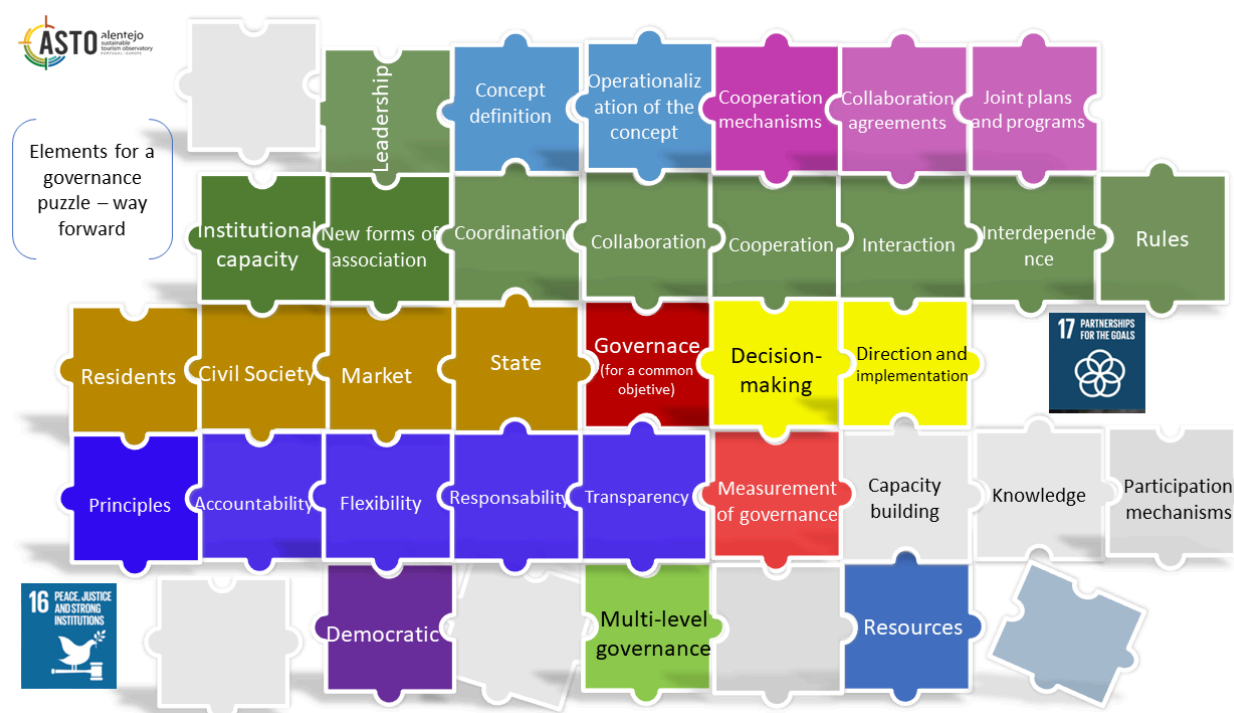 ASTO alentejo
sustainable
tourism observatory
PORTUGAL · EUROPE
Elements for a
governance
puzzle – way
forward
Leadership
Concept
definition
Operationaliz
ation of the
concept
Cooperation
mechanisms
Collaboration
agreements
Joint plans
and programs
Institutional
capacity
New forms of
association
Coordination
Collaboration
Cooperation
Interaction
Interdepende
nce
Rules
Residents
Civil Society
Market
State
Governace
(for a common
objetive)
Decision-
making
Direction and
implementation
17 PARTNERSHIPS
FOR THE GOALS
Principles
Accountability
Flexibility
Responsability
Transparency
Measurement
of governance
Capacity
building
Knowledge
Participation
mechanisms
16 PEACE, JUSTICE
AND STRONG
INSTITUTIONS
Democratic
Multi-level
governance
Resources